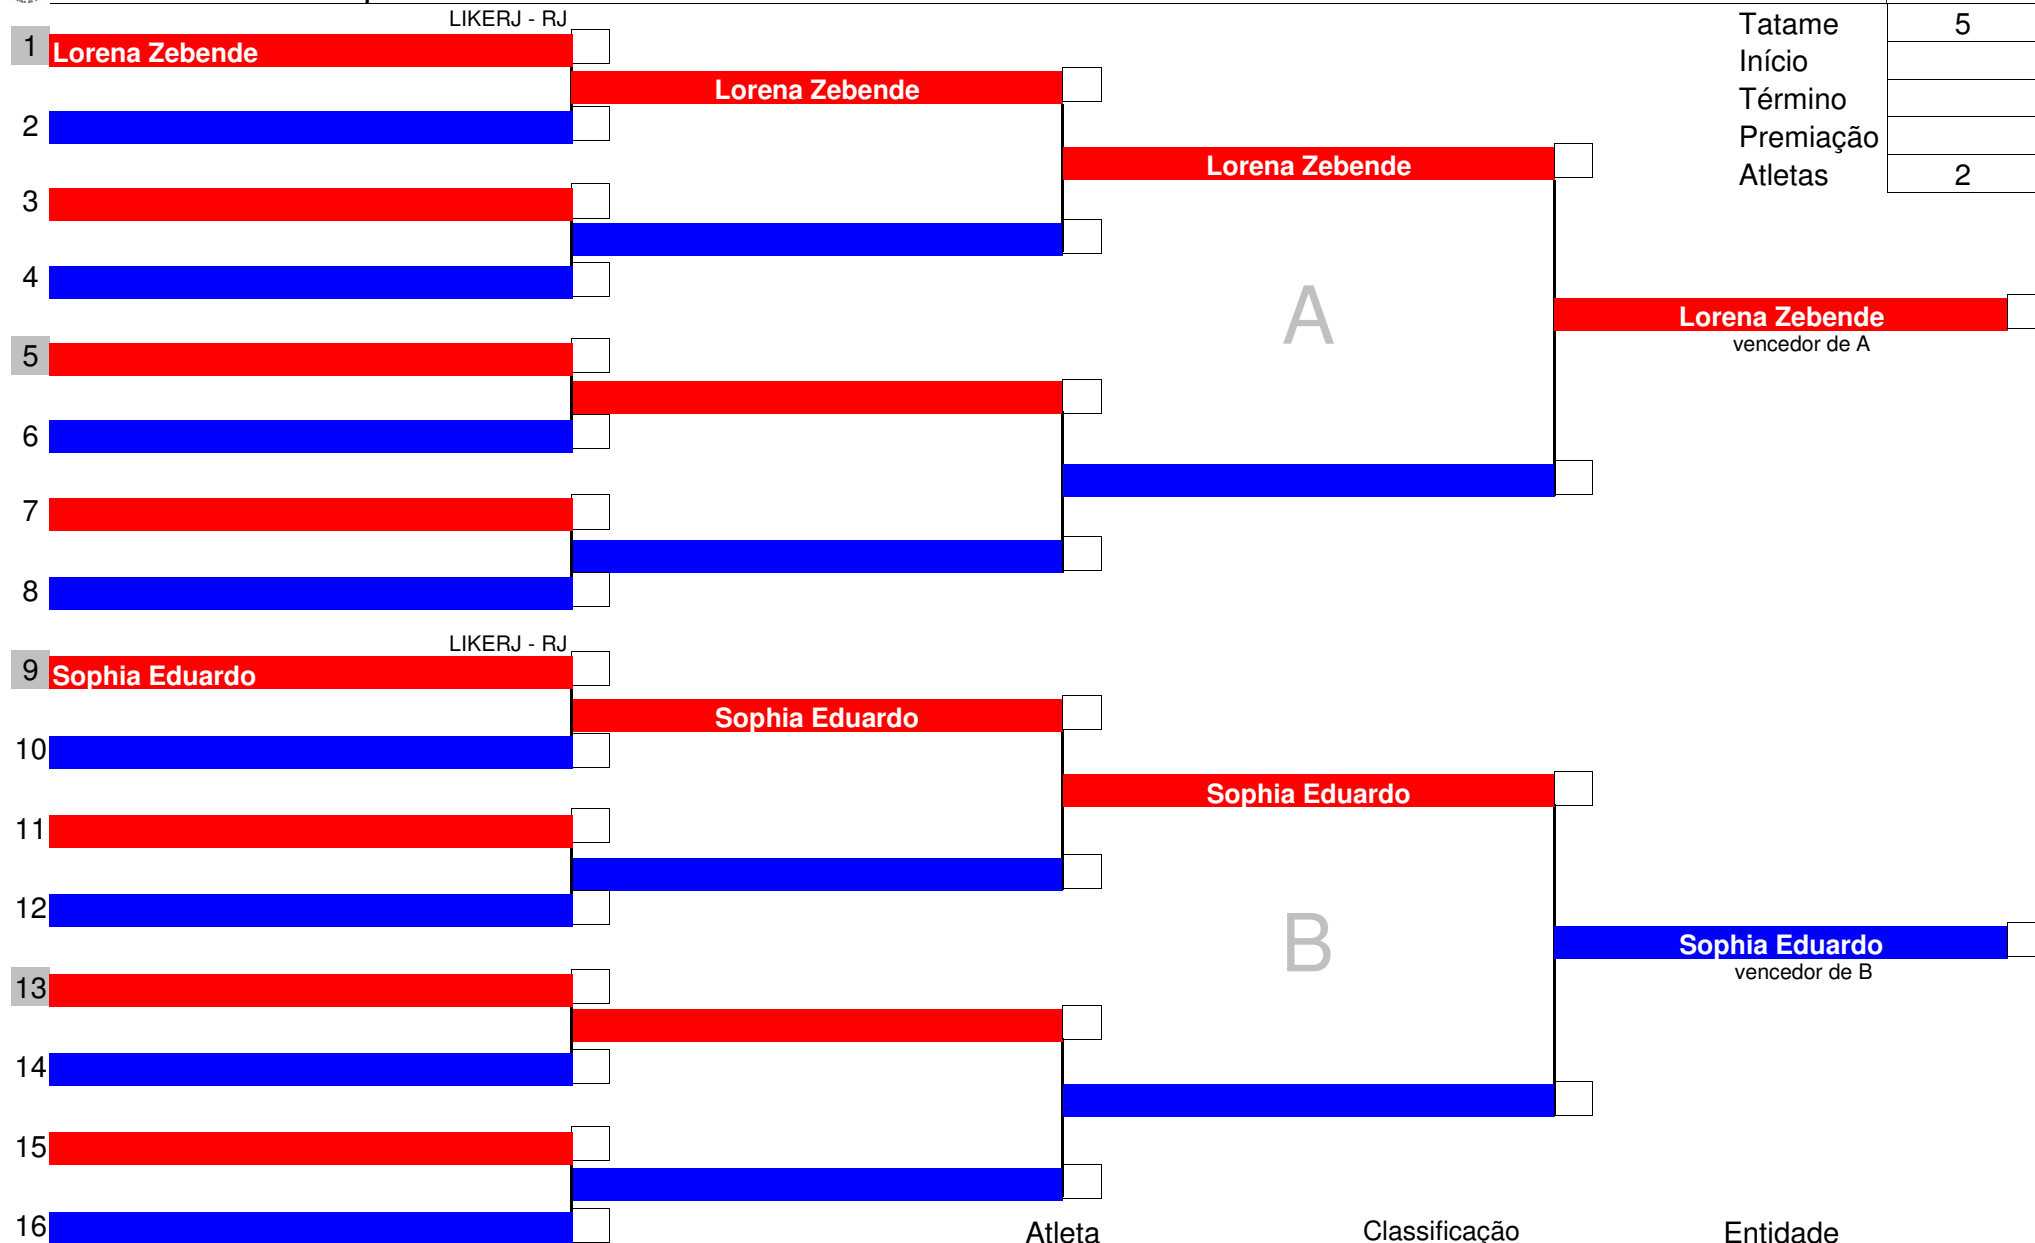 LIKERJ - RJ
Tatame 5
1 Lorena Zebende
Início
Lorena Zebende
Término
2
Premiação
Lorena Zebende
Atletas 2
3
4
A
Lorena Zebende
vencedor de A
5
6
7
8
LIKERJ - RJ
9 Sophia Eduardo
Sophia Eduardo
10
Sophia Eduardo
11
12
B
Sophia Eduardo
vencedor de B
13
14
15
16
Atleta Classificação Entidade